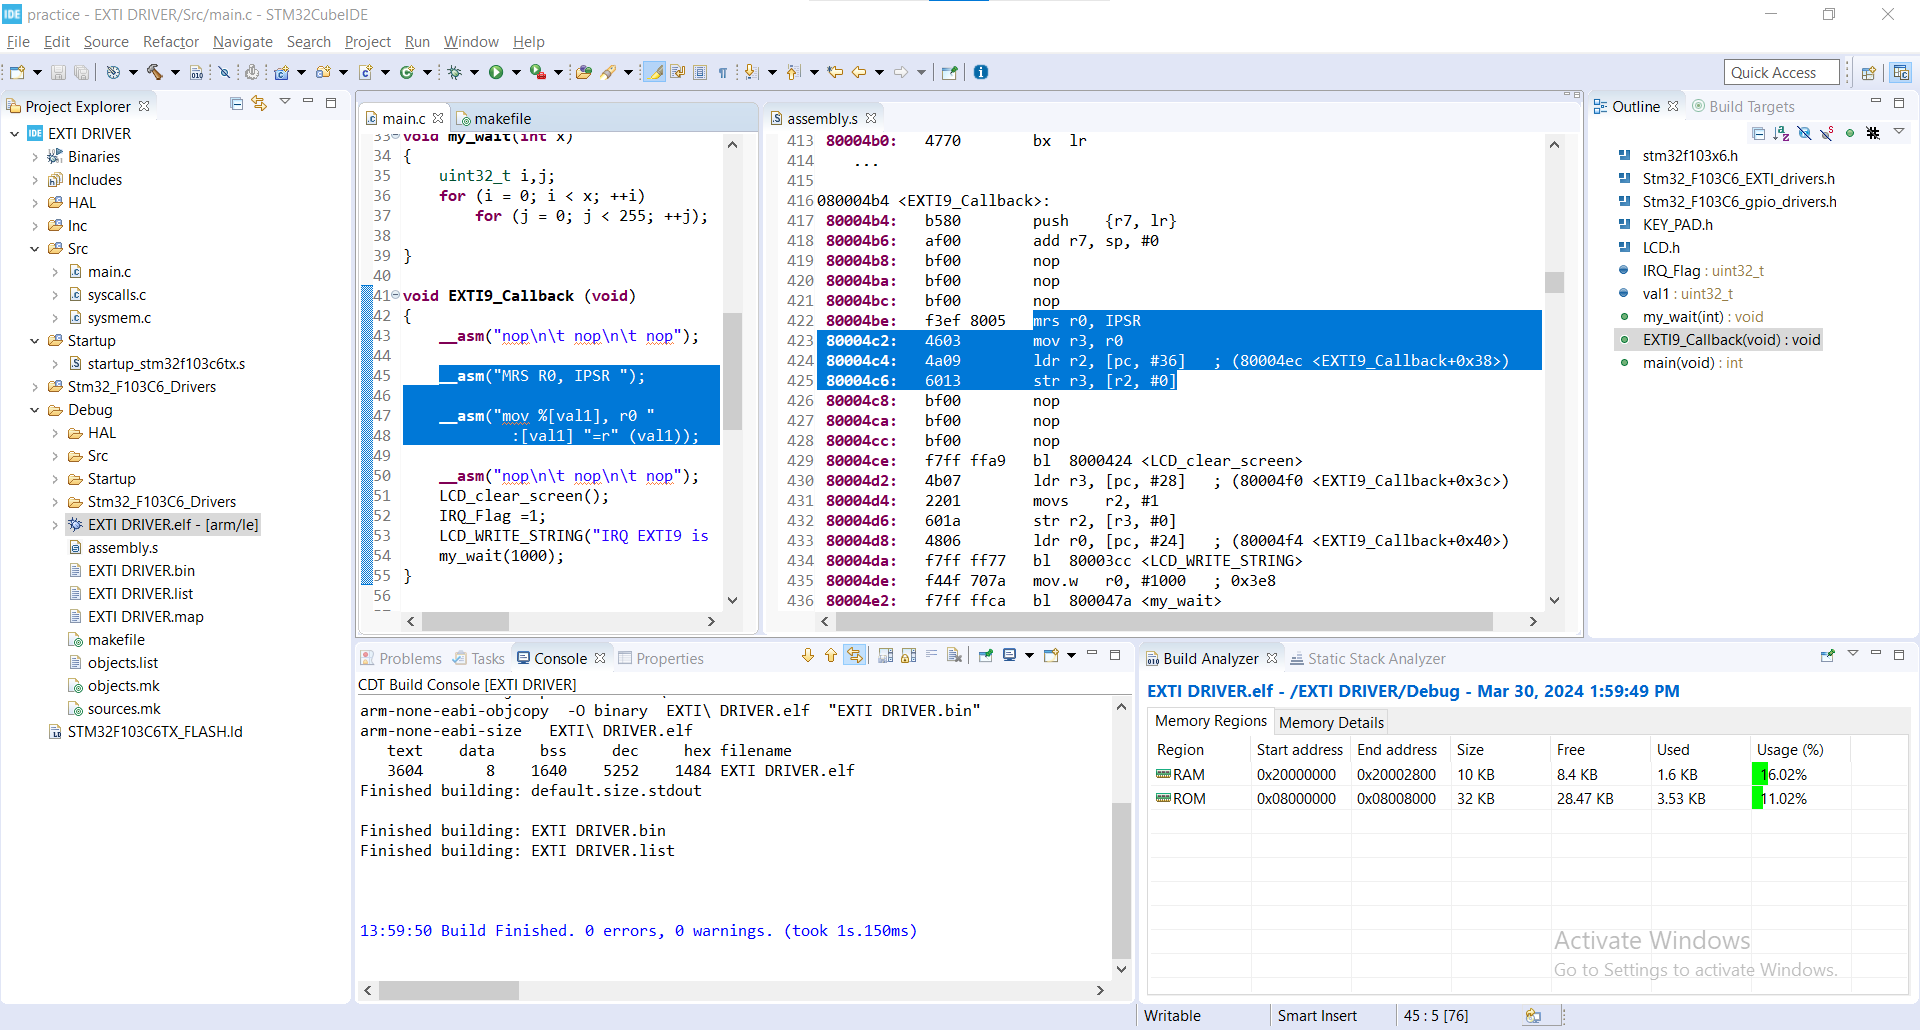 IDE practice - EXTI DRIVER/Src/main.c - STM32CubeIDE
File Edit Source Refactor Navigate Search Project Run Window Help
Quick Access
Project Explorer
IDE EXTI DRIVER
Binaries
Includes
HAL
Inc
Src
main.c
syscalls.c
sysmem.c
Startup
startup_stm32f103c6tx.s
Stm32_F103C6_Drivers
Debug
HAL
Src
Startup
Stm32_F103C6_Drivers
EXTI DRIVER.elf - [arm/le]
assembly.s
EXTI DRIVER.bin
EXTI DRIVER.list
EXTI DRIVER.map
makefile
objects.list
objects.mk
sources.mk
STM32F103C6TX_FLASH.ld
main.c makefile
33 void my_wait(int x)
34 {
35 uint32_t i,j;
36 for (i = 0; i < x; ++i)
37 for (j = 0; j < 255; ++j);
38
39 }
40
41 void EXTI9_Callback (void)
42 {
43 __asm("nop\n\t nop\n\t nop");
44
45 __asm("MRS R0, IPSR ");
46
47 __asm("mov %[val1], r0 "
48 :[val1] "=r" (val1));
49
50 __asm("nop\n\t nop\n\t nop");
51 LCD_clear_screen();
52 IRQ_Flag =1;
53 LCD_WRITE_STRING("IRQ EXTI9 is
54 my_wait(1000);
55 }
56
assembly.s
413 80004b0: 4770 bx lr
414 ...
415
416 080004b4 <EXTI9_Callback>:
417 80004b4: b580 push {r7, lr}
418 80004b6: af00 add r7, sp, #0
419 80004b8: bf00 nop
420 80004ba: bf00 nop
421 80004bc: bf00 nop
422 80004be: f3ef 8005 mrs r0, IPSR
423 80004c2: 4603 mov r3, r0
424 80004c4: 4a09 ldr r2, [pc, #36] ; (80004ec <EXTI9_Callback+0x38>)
425 80004c6: 6013 str r3, [r2, #0]
426 80004c8: bf00 nop
427 80004ca: bf00 nop
428 80004cc: bf00 nop
429 80004ce: f7ff ffa9 bl 8000424 <LCD_clear_screen>
430 80004d2: 4b07 ldr r3, [pc, #28] ; (80004f0 <EXTI9_Callback+0x3c>)
431 80004d4: 2201 movs r2, #1
432 80004d6: 601a str r2, [r3, #0]
433 80004d8: 4806 ldr r0, [pc, #24] ; (80004f4 <EXTI9_Callback+0x40>)
434 80004da: f7ff ff77 bl 80003cc <LCD_WRITE_STRING>
435 80004de: f44f 707a mov.w r0, #1000 ; 0x3e8
436 80004e2: f7ff ffca bl 800047a <my_wait>
Outline Build Targets
stm32f103x6.h
Stm32_F103C6_EXTI_drivers.h
Stm32_F103C6_gpio_drivers.h
KEY_PAD.h
LCD.h
IRQ_Flag : uint32_t
val1 : uint32_t
my_wait(int) : void
EXTI9_Callback(void) : void
main(void) : int
Problems Tasks Console Properties
CDT Build Console [EXTI DRIVER]
arm-none-eabi-objcopy -O binary EXTI\ DRIVER.elf "EXTI DRIVER.bin"
arm-none-eabi-size EXTI\ DRIVER.elf
text data bss dec hex filename
3604 8 1640 5252 1484 EXTI DRIVER.elf
Finished building: default.size.stdout
Finished building: EXTI DRIVER.bin
Finished building: EXTI DRIVER.list
13:59:50 Build Finished. 0 errors, 0 warnings. (took 1s.150ms)
Build Analyzer Static Stack Analyzer
EXTI DRIVER.elf - /EXTI DRIVER/Debug - Mar 30, 2024 1:59:49 PM
Memory Regions Memory Details
Region Start address End address Size Free Used Usage (%)
RAM 0x20000000 0x20002800 10 KB 8.4 KB 1.6 KB 16.02%
ROM 0x08000000 0x08008000 32 KB 28.47 KB 3.53 KB 11.02%
Activate Windows
Go to Settings to activate Windows.
Writable Smart Insert 45 : 5 [76]